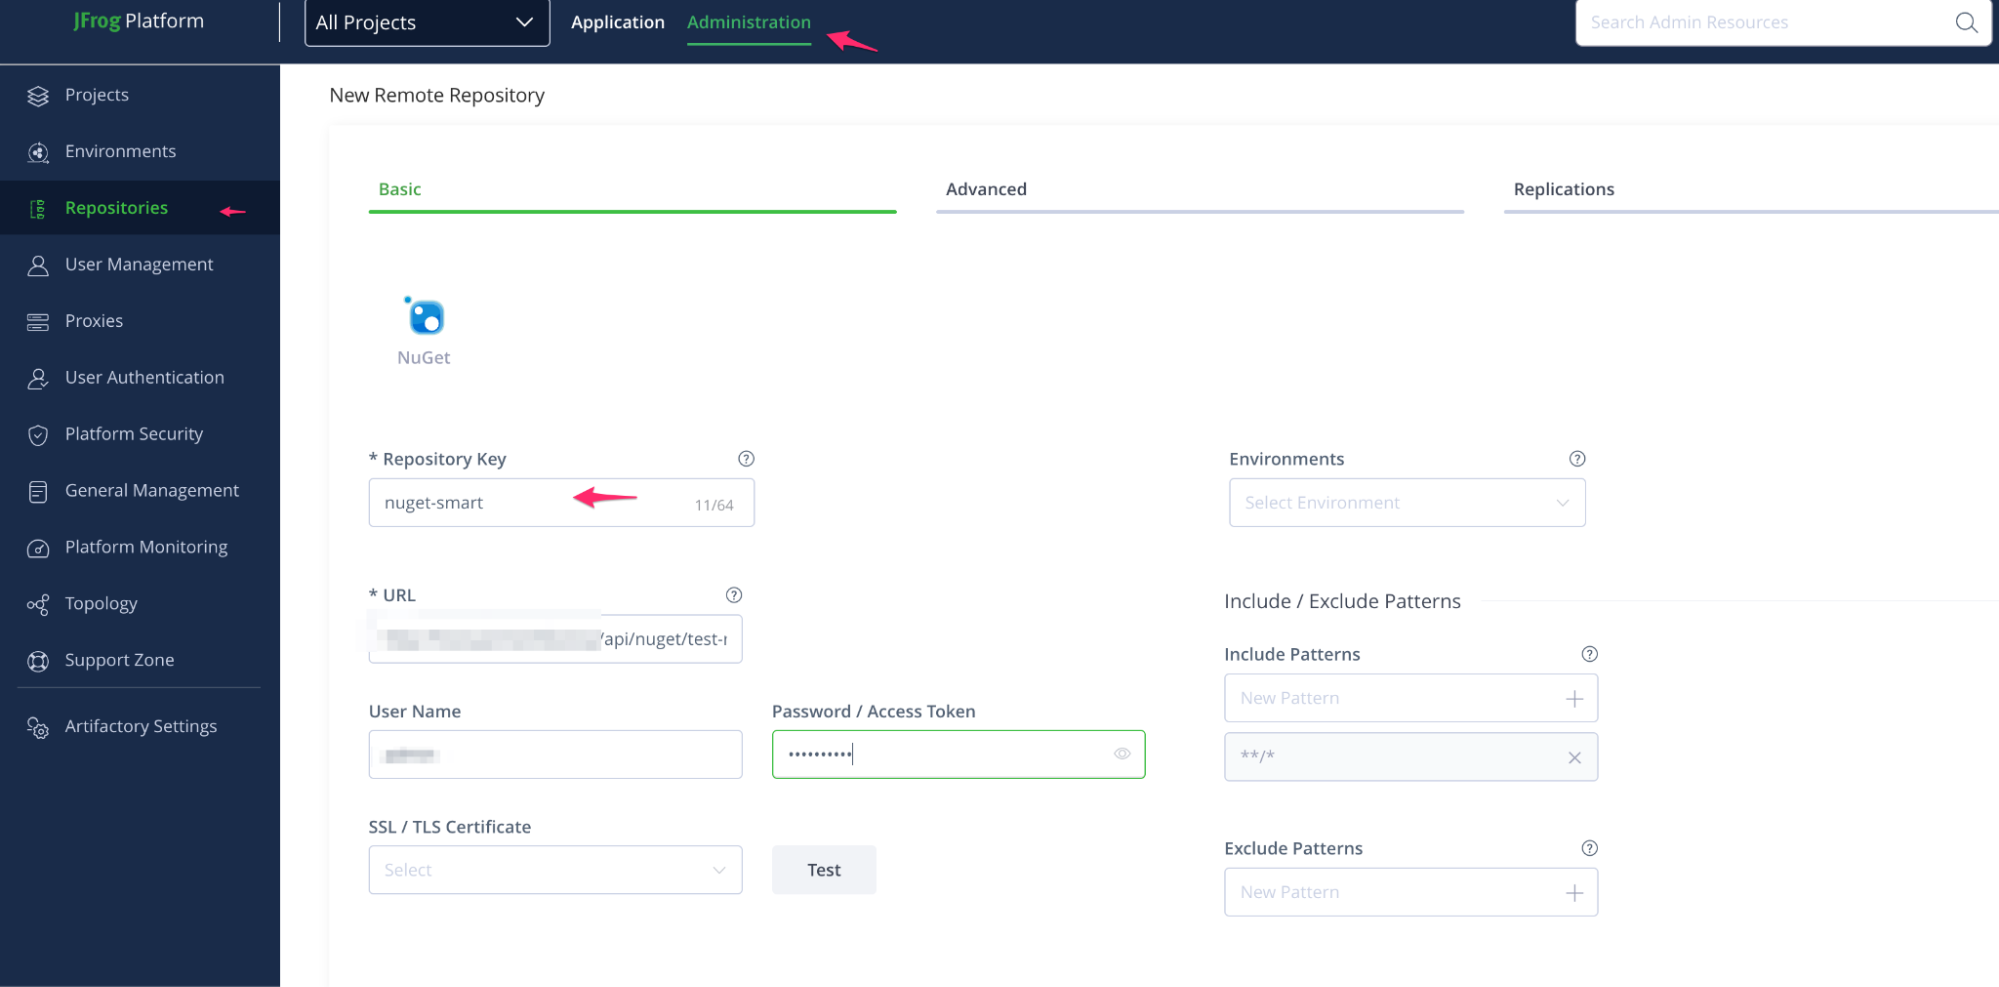 JFrog Platform
All Projects
Application
Administration
Search Admin Resources
Projects
Environments
Repositories
User Management
Proxies
User Authentication
Platform Security
General Management
Platform Monitoring
Topology
Support Zone
Artifactory Settings
New Remote Repository
Basic
Advanced
Replications
NuGet
* Repository Key
nuget-smart
11/64
Environments
Select Environment
* URL
/api/nuget/test-
Include / Exclude Patterns
Include Patterns
New Pattern
**/*
User Name
Password / Access Token
••••••••••
SSL / TLS Certificate
Select
Test
Exclude Patterns
New Pattern